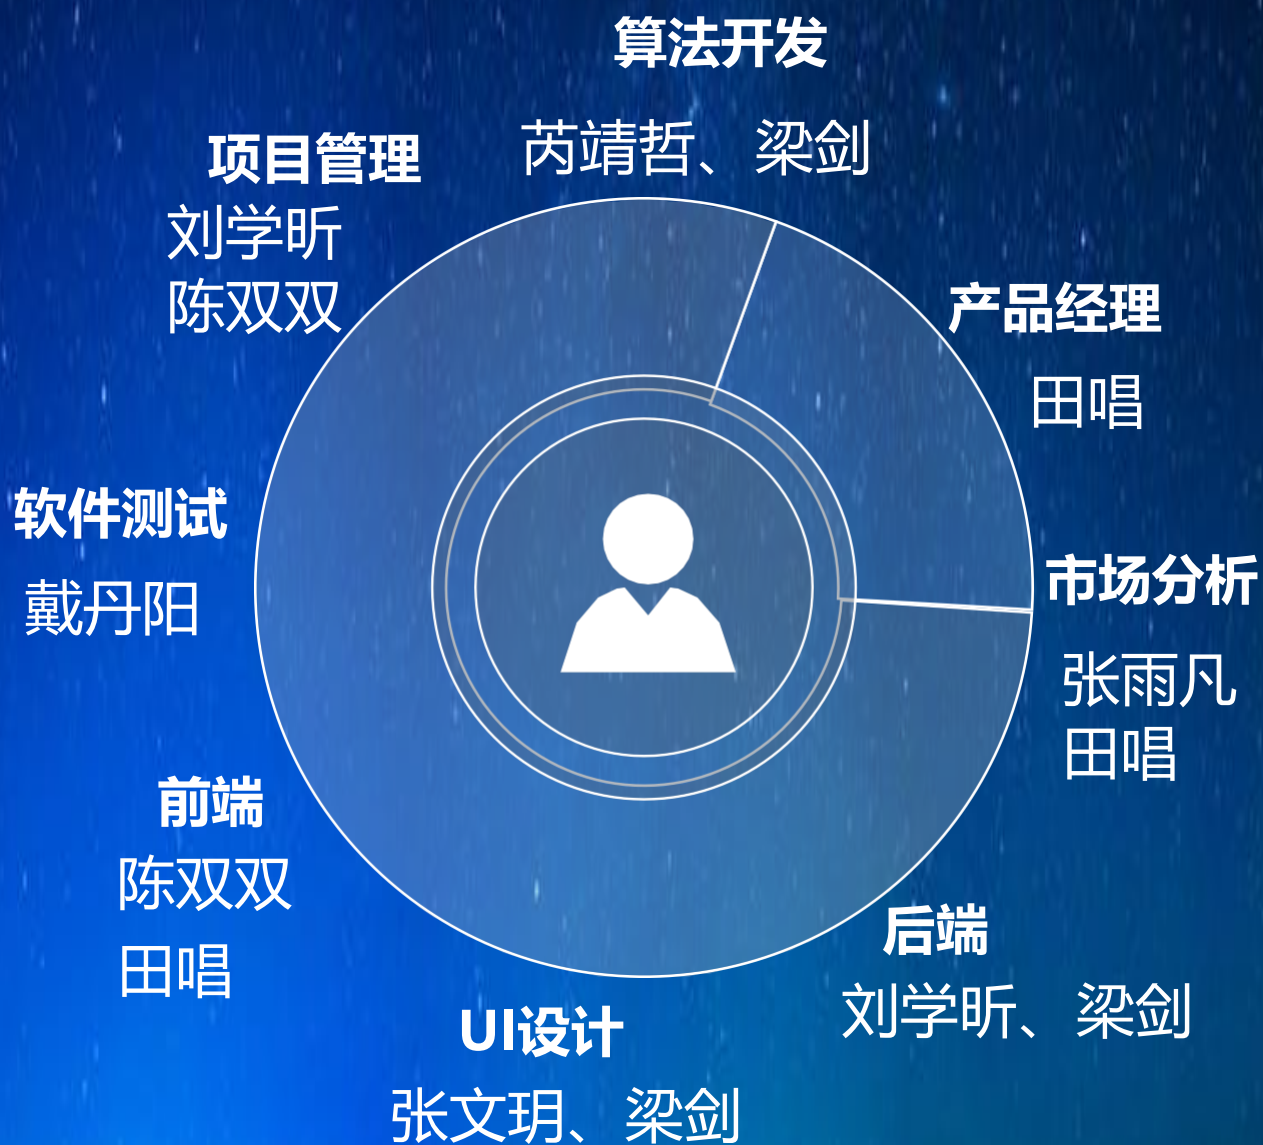 算法开发
芮靖哲、梁剑
项目管理
刘学昕
陈双双
产品经理
田唱
软件测试
戴丹阳
市场分析
张雨凡
田唱
前端
陈双双
田唱
后端
刘学昕、梁剑
UI设计
张文玥、梁剑